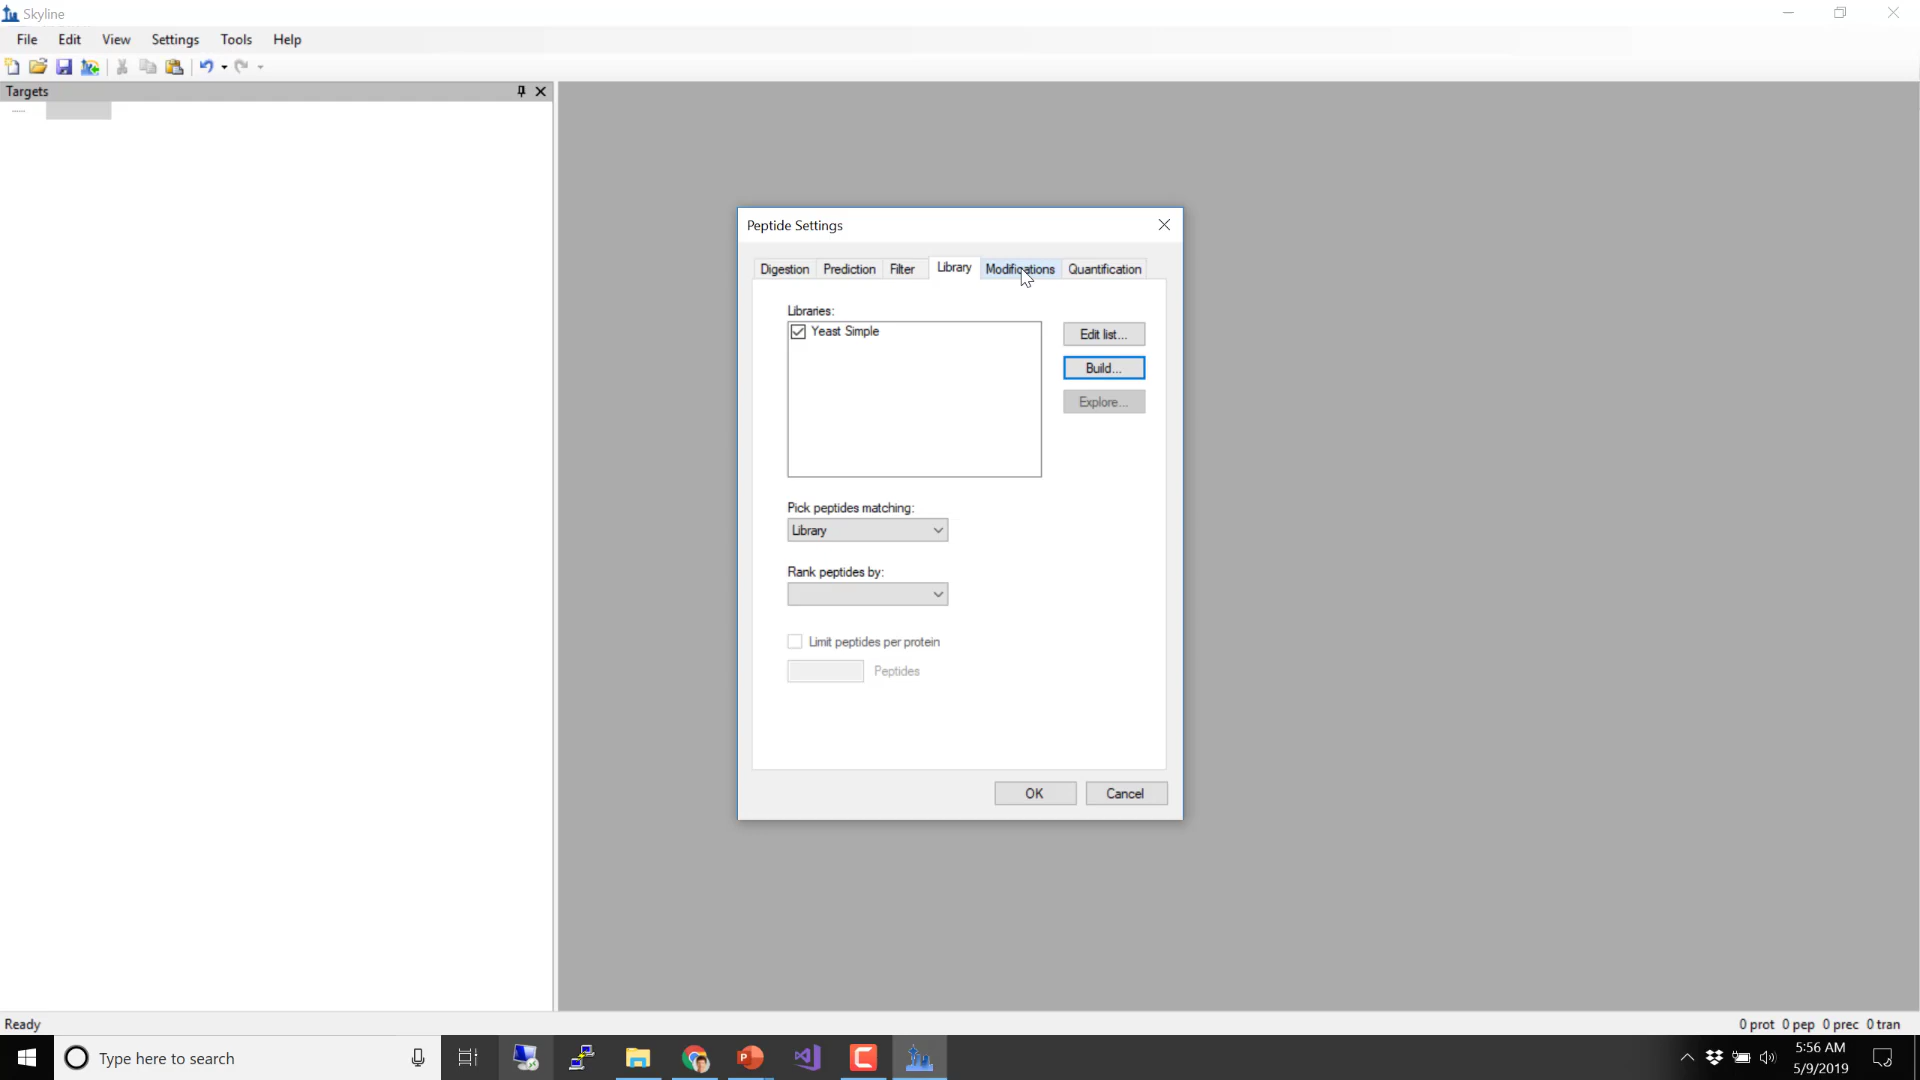 Skyline
File Edit View Settings Tools Help
Targets
Peptide Settings
Digestion Prediction Filter Library Modifications Quantification
Libraries:
Yeast Simple
Edit list...
Build...
Explore...
Pick peptides matching:
Library
Rank peptides by:
Limit peptides per protein
Peptides
OK Cancel
Ready
0 prot 0 pep 0 prec 0 tran
Type here to search
5:56 AM
5/9/2019